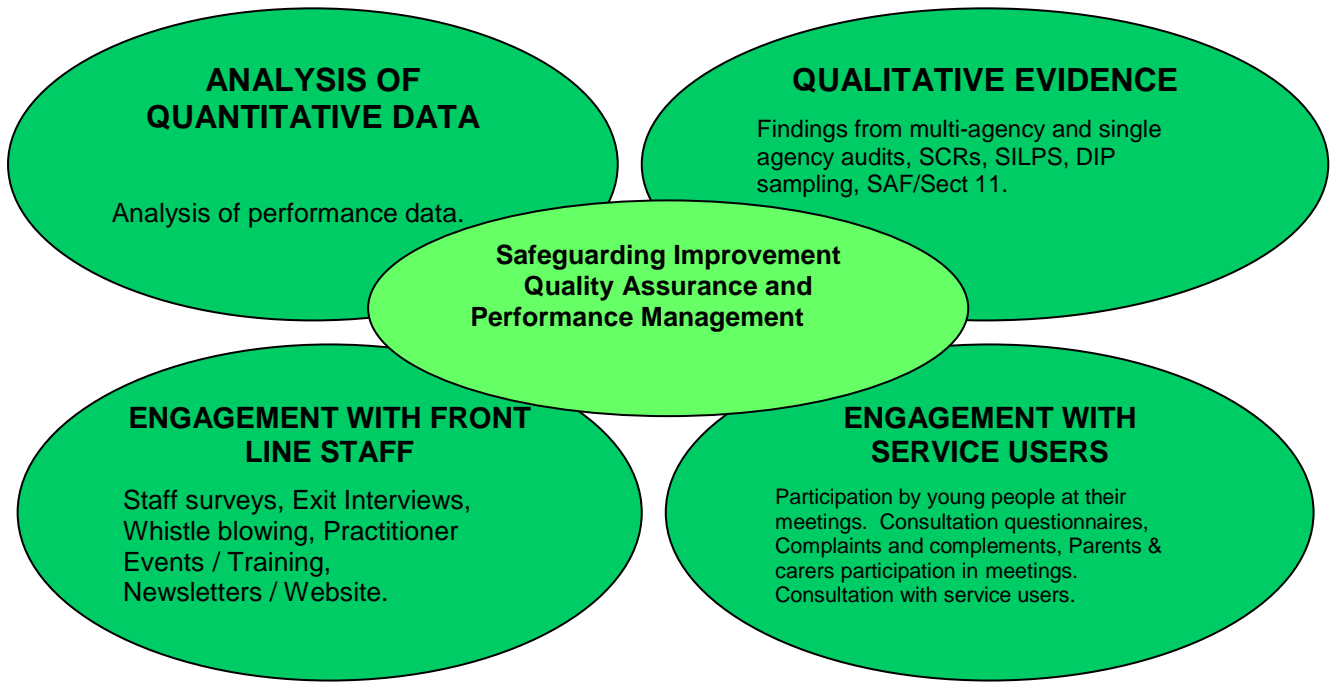 ANALYSIS OF
QUANTITATIVE DATA
Analysis of performance data.
QUALITATIVE EVIDENCE
Findings from multi-agency and single
agency audits, SCRs, SILPS, DIP
sampling, SAF/Sect 11.
Safeguarding Improvement
Quality Assurance and
Performance Management
ENGAGEMENT WITH FRONT
LINE STAFF
Staff surveys, Exit Interviews,
Whistle blowing, Practitioner
Events / Training,
Newsletters / Website.
ENGAGEMENT WITH
SERVICE USERS
Participation by young people at their
meetings.  Consultation questionnaires,
Complaints and complements, Parents &
carers participation in meetings.
Consultation with service users.